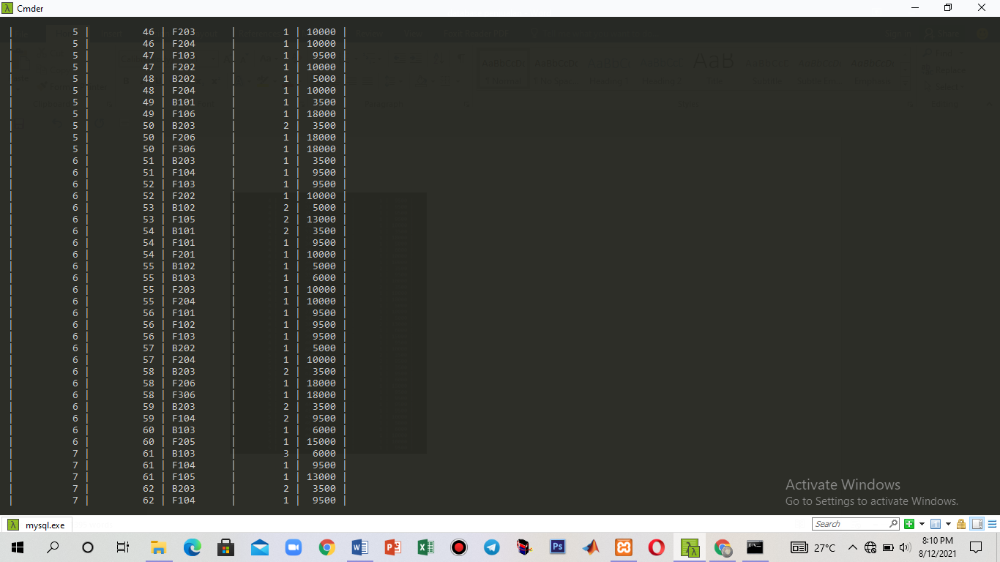 Cmder
| 5 | 46 | F203 | 1 | 10000 |
| 5 | 46 | F204 | 1 | 10000 |
| 5 | 47 | F103 | 1 | 9500 |
| 5 | 47 | F202 | 1 | 10000 |
| 5 | 48 | B202 | 1 | 5000 |
| 5 | 48 | F204 | 1 | 10000 |
| 5 | 49 | B101 | 1 | 3500 |
| 5 | 49 | F106 | 1 | 18000 |
| 5 | 50 | B203 | 2 | 3500 |
| 5 | 50 | F206 | 1 | 18000 |
| 5 | 50 | F306 | 1 | 18000 |
| 6 | 51 | B203 | 1 | 3500 |
| 6 | 51 | F104 | 1 | 9500 |
| 6 | 52 | F103 | 1 | 9500 |
| 6 | 52 | F202 | 1 | 10000 |
| 6 | 53 | B102 | 2 | 5000 |
| 6 | 53 | F105 | 2 | 13000 |
| 6 | 54 | B101 | 2 | 3500 |
| 6 | 54 | F101 | 1 | 9500 |
| 6 | 54 | F201 | 1 | 10000 |
| 6 | 55 | B102 | 1 | 5000 |
| 6 | 55 | B103 | 1 | 6000 |
| 6 | 55 | F203 | 1 | 10000 |
| 6 | 55 | F204 | 1 | 10000 |
| 6 | 56 | F101 | 1 | 9500 |
| 6 | 56 | F102 | 1 | 9500 |
| 6 | 56 | F103 | 1 | 9500 |
| 6 | 57 | B202 | 1 | 5000 |
| 6 | 57 | F204 | 1 | 10000 |
| 6 | 58 | B203 | 2 | 3500 |
| 6 | 58 | F206 | 1 | 18000 |
| 6 | 58 | F306 | 1 | 18000 |
| 6 | 59 | B203 | 2 | 3500 |
| 6 | 59 | F104 | 2 | 9500 |
| 6 | 60 | B103 | 1 | 6000 |
| 6 | 60 | F205 | 1 | 15000 |
| 7 | 61 | B103 | 3 | 6000 |
| 7 | 61 | F104 | 1 | 9500 |
| 7 | 61 | F105 | 1 | 13000 |
| 7 | 62 | B203 | 2 | 3500 |
| 7 | 62 | F104 | 1 | 9500 |
Activate Windows
Go to Settings to activate Windows.
mysql.exe
Search
27°C
8:10 PM
8/12/2021